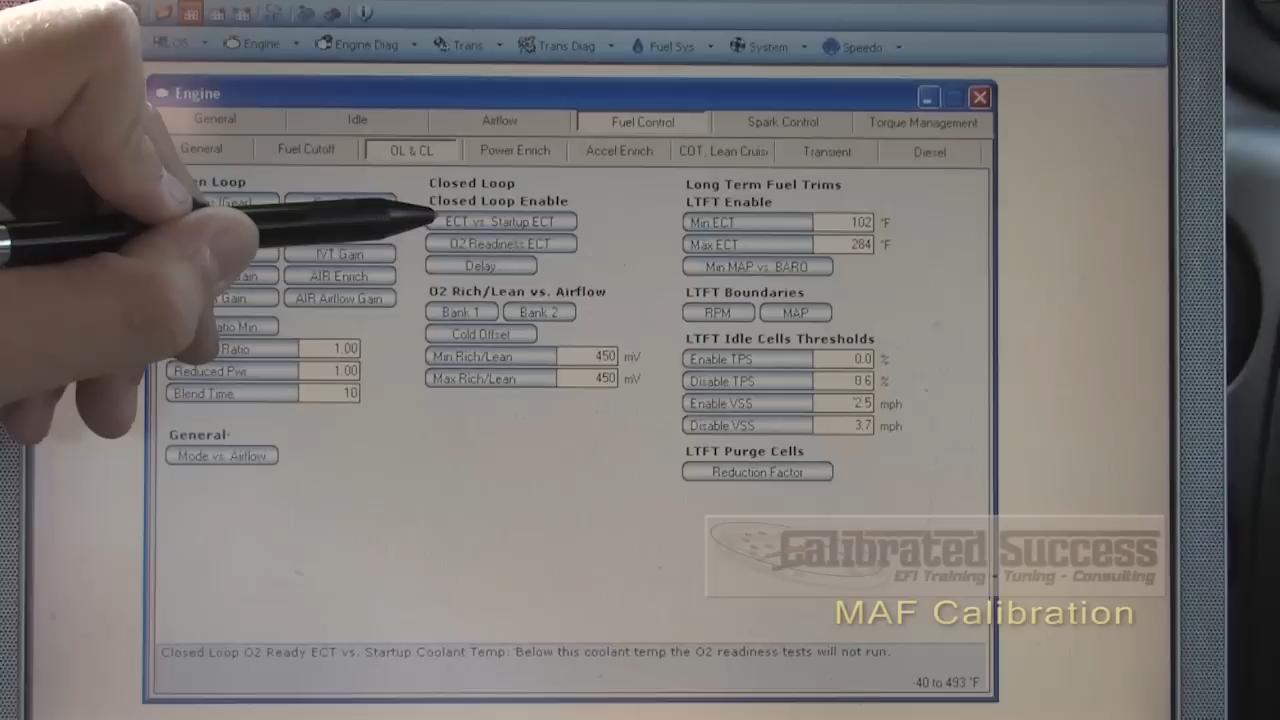 OS Engine Engine Diag Trans Trans Diag Fuel Sys System Speedo
Engine
General Idle Airflow Fuel Control Spark Control Torque Management
General Fuel Cutoff OL & CL Power Enrich Accel Enrich COT, Lean Cruis Transient Diesel
Loop
IVT Gain
AIR Enrich
Gain AIR Airflow Gain
Min
Ratio 1.00
Reduced Pwr 1.00
Blend Time 10
General
Mode vs. Airflow
Closed Loop
Closed Loop Enable
ECT vs. Startup ECT
O2 Readiness ECT
Delay
O2 Rich/Lean vs. Airflow
Bank 1 Bank 2
Cold Offset
Min Rich/Lean 450 mV
Max Rich/Lean 450 mV
Long Term Fuel Trims
LTFT Enable
Min ECT 102 °F
Max ECT 284 °F
Min MAP vs. BARO
LTFT Boundaries
RPM MAP
LTFT Idle Cells Thresholds
Enable TPS 0.0 %
Disable TPS 0.6 %
Enable VSS 2.5 mph
Disable VSS 3.7 mph
LTFT Purge Cells
Reduction Factor
Calibrated Success
EFI Training - Tuning - Consulting
MAF Calibration
Closed Loop O2 Ready ECT vs. Startup Coolant Temp: Below this coolant temp the O2 readiness tests will not run.
-40 to 493 °F